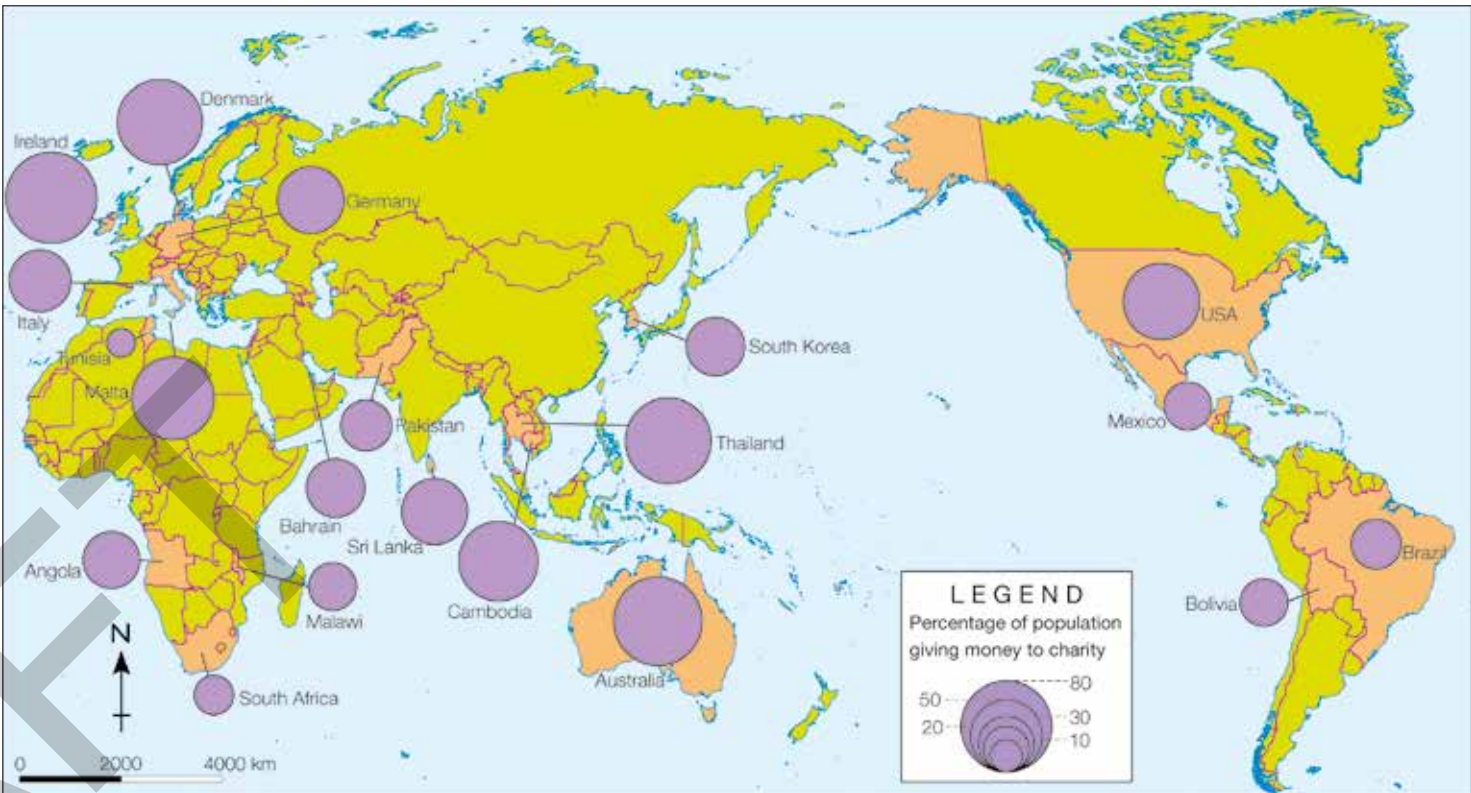 Denmark
Ireland
Germany
Italy
Tunisia
Malta
Pakistan
South Korea
Thailand
Bahrain
Sri Lanka
Cambodia
Angola
Malawi
South Africa
Australia
USA
Mexico
Brazil
Bolivia
N
0 2000 4000 km
LEGEND
Percentage of population
giving money to charity
80
50
30
20
10